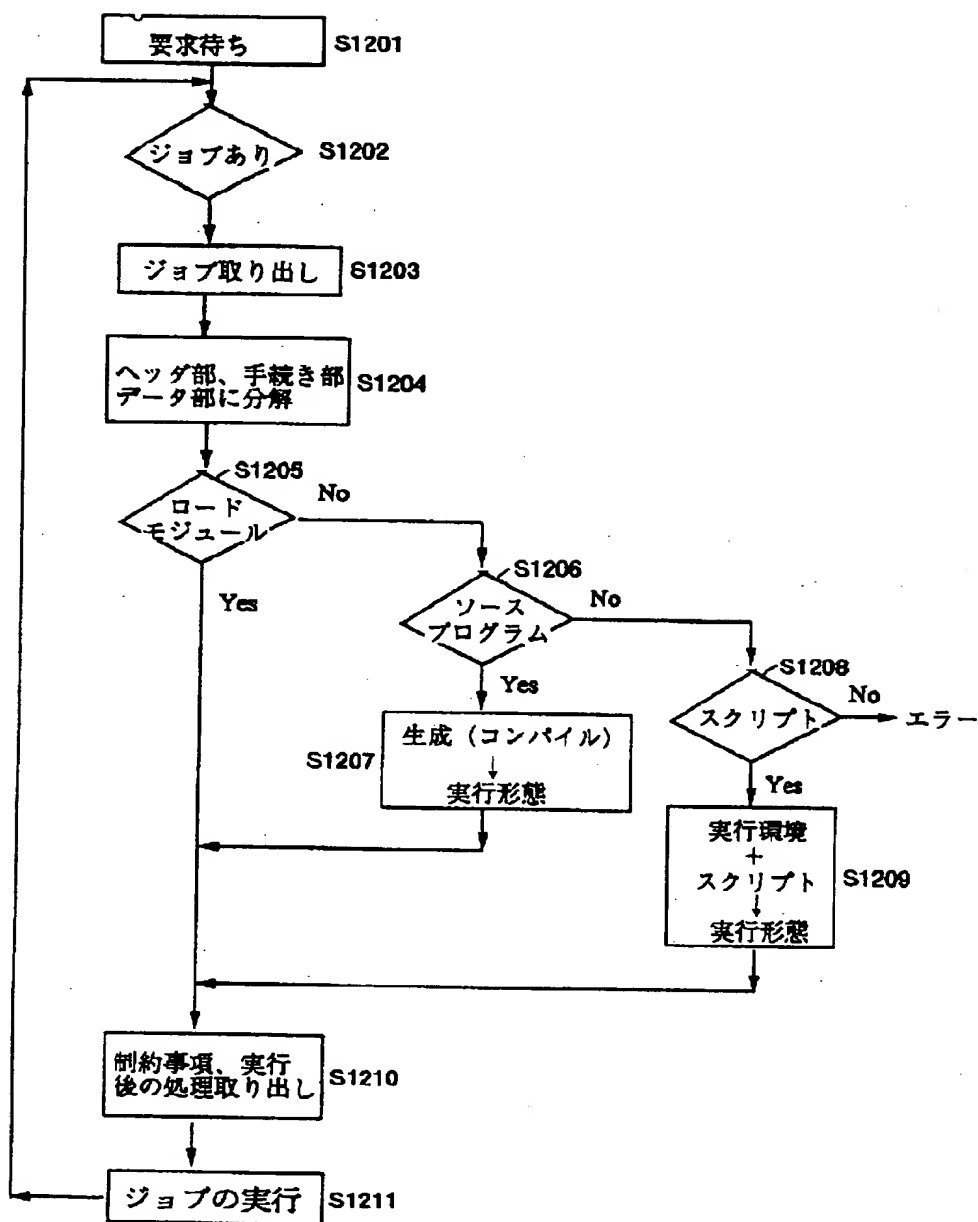 要求待ち S1201
ジョブあり S1202
ジョブ取り出し S1203
ヘッダ部、手続き部
データ部に分解
S1204
S1205
ロード
モジュール
No
Yes
S1206
ソース
プログラム
No
Yes
S1208
スクリプト
No
エラー
Yes
S1207
生成（コンパイル）
↓
実行形態
実行環境
+
スクリプト
↓
実行形態
S1209
制約事項、実行
後の処理取り出し
S1210
ジョブの実行 S1211